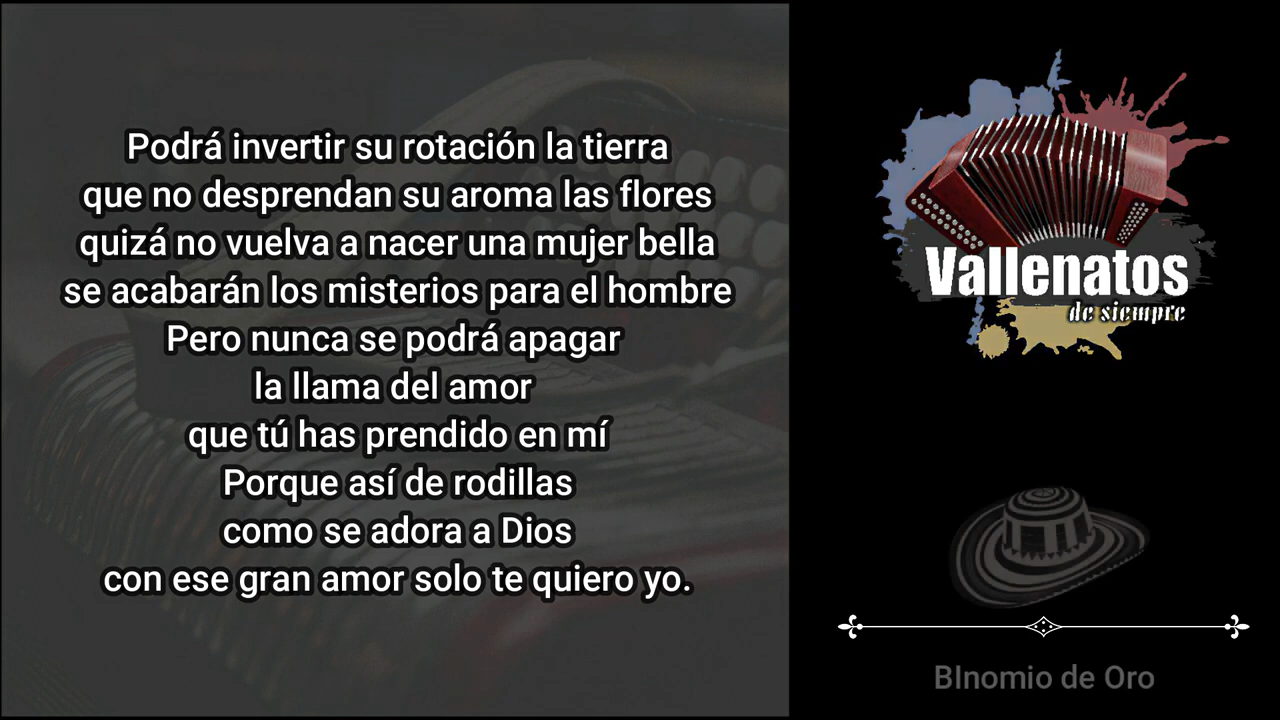 Podrá invertir su rotación la tierra
que no desprendan su aroma las flores
quizá no vuelva a nacer una mujer bella
se acabarán los misterios para el hombre
Pero nunca se podrá apagar
la llama del amor
que tú has prendido en mí
Porque así de rodillas
como se adora a Dios
con ese gran amor solo te quiero yo.
Vallenatos
de siempre
BInomio de Oro